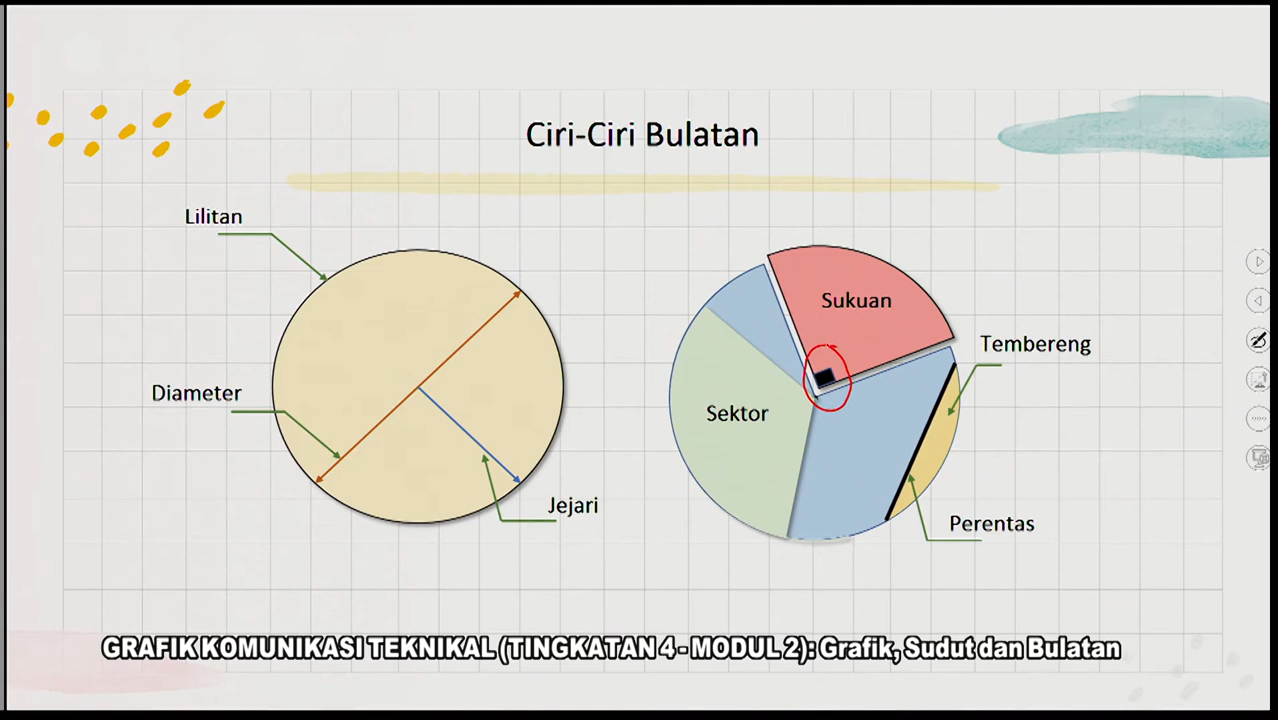 Ciri-Ciri Bulatan
Lilitan
Diameter
Jejari
Sukuan
Tembereng
Sektor
Perentas
GRAFIK KOMUNIKASI TEKNIKAL (TINGKATAN 4 - MODUL 2): Grafik, Sudut dan Bulatan